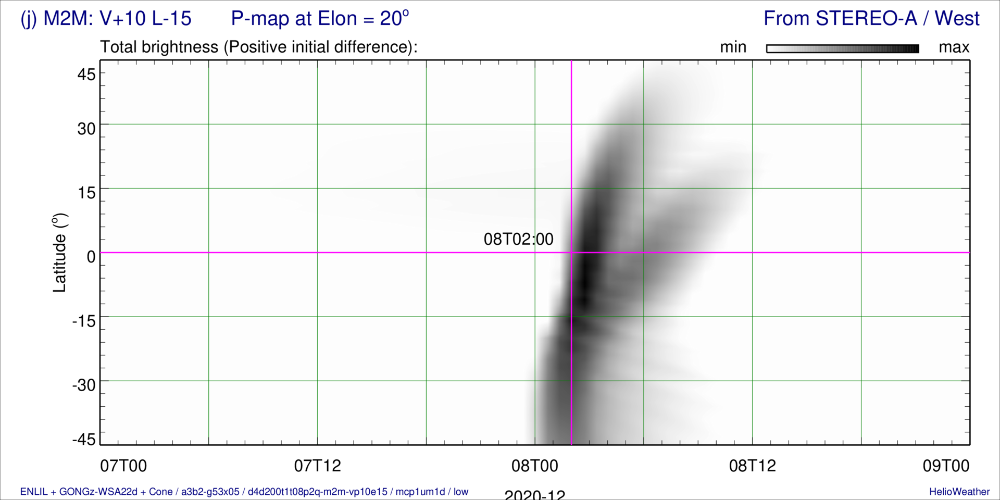 (j) M2M: V+10 L-15 P-map at Elon = 20° From STEREO-A / West
Total brightness (Positive initial difference): min max
45
30
15
0
-15
-30
-45
Latitude (°)
08T02:00
07T00 07T12 08T00 08T12 09T00
2020-12
ENLIL + GONGz-WSA22d + Cone / a3b2-g53x05 / d4d200t1t08p2q-m2m-vp10e15 / mcp1um1d / low
HelioWeather